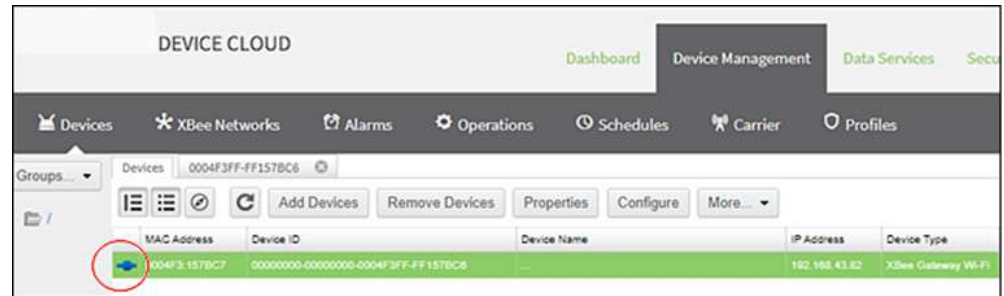 DEVICE CLOUD
Dashboard Device Management Data Services Secu
Devices XBee Networks Alarms Operations Schedules Carrier Profiles
Groups... Devices 0004F3FF-FF157BC6
Add Devices Remove Devices Properties Configure More...
/
MAC Address Device ID Device Name IP Address Device Type
0004F3:157BC7 00000000-00000000-0004F3FF-FF157BC6 ... 192.168.43.82 XBee Gateway Wi-Fi